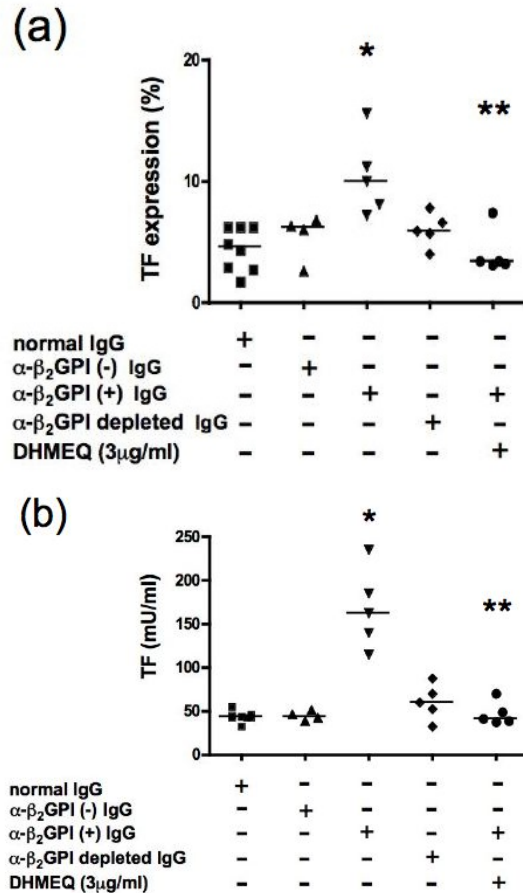 (a)
*
**
20
10
0
TF expression (%)
normal IgG + – – – –
α-β₂GPI (-) IgG – + – – –
α-β₂GPI (+) IgG – – + – +
α-β₂GPI depleted IgG – – – + –
DHMEQ (3μg/ml) – – – – +
(b)
*
**
250
200
150
100
50
0
TF (mU/ml)
normal IgG + – – – –
α-β₂GPI (-) IgG – + – – –
α-β₂GPI (+) IgG – – + – +
α-β₂GPI depleted IgG – – – + –
DHMEQ (3μg/ml) – – – – +